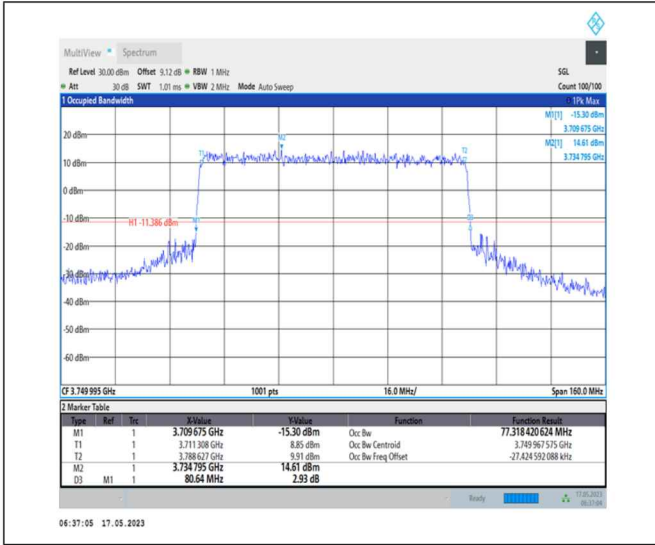 MultiView Spectrum
Ref Level 30.00 dBm Offset 9.12 dB RBW 1 MHz SGL
Att 30 dB SWT 1.01 ms VBW 2 MHz Mode Auto Sweep Count 100/100
1 Occupied Bandwidth 1Pk Max
M1[1] -15.30 dBm
3.709 675 GHz
M2[1] 14.61 dBm
3.734 795 GHz
20 dBm
M2
T1
T2
10 dBm
0 dBm
-10 dBm
H1 -11.386 dBm
M1
D3
-20 dBm
-30 dBm
-40 dBm
-50 dBm
-60 dBm
CF 3.749 995 GHz 1001 pts 16.0 MHz/ Span 160.0 MHz
2 Marker Table
Type Ref Trc X-Value Y-Value Function Function Result
M1 1 3.709 675 GHz -15.30 dBm Occ Bw 77.318 420 624 MHz
T1 1 3.711 308 GHz 8.85 dBm Occ Bw Centroid 3.749 967 575 GHz
T2 1 3.788 627 GHz 9.91 dBm Occ Bw Freq Offset -27.424 592 088 kHz
M2 1 3.734 795 GHz 14.61 dBm
D3 M1 1 80.64 MHz 2.93 dB
Ready 17.05.2023
06:37:04
06:37:05 17.05.2023